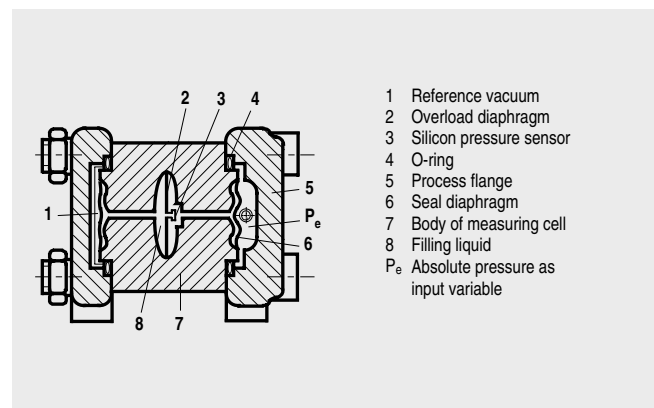 2 3 4
1
5
Pe
6
8 7
1 Reference vacuum
2 Overload diaphragm
3 Silicon pressure sensor
4 O-ring
5 Process flange
6 Seal diaphragm
7 Body of measuring cell
8 Filling liquid
Pe Absolute pressure as
input variable